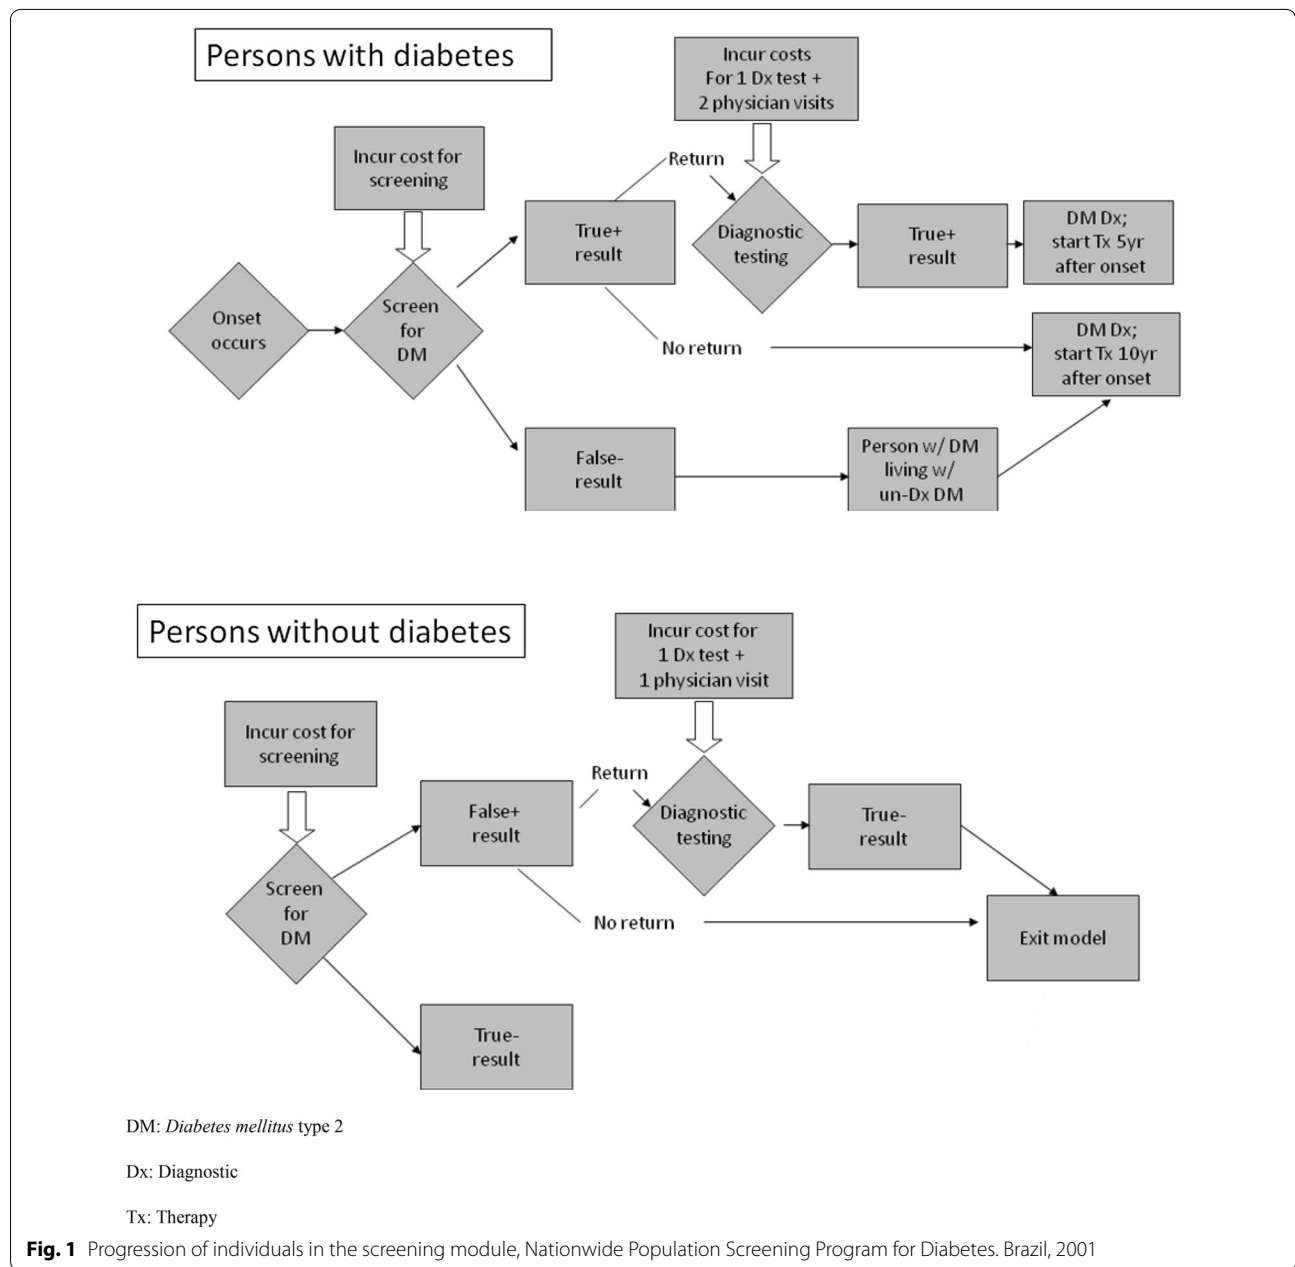 Persons with diabetes
Incur costs
For 1 Dx test +
2 physician visits
Incur cost for
screening
Return
True+
result
Diagnostic
testing
True+
result
DM Dx;
start Tx 5yr
after onset
Onset
occurs
Screen
for
DM
No return
DM Dx;
start Tx 10yr
after onset
False-
result
Person w/ DM
living w/
un-Dx DM
Persons without diabetes
Incur cost for
1 Dx test +
1 physician visit
Incur cost for
screening
Return
False+
result
Diagnostic
testing
True-
result
Screen
for
DM
No return
Exit model
True-
result
DM: Diabetes mellitus type 2
Dx: Diagnostic
Tx: Therapy
Fig. 1 Progression of individuals in the screening module, Nationwide Population Screening Program for Diabetes. Brazil, 2001